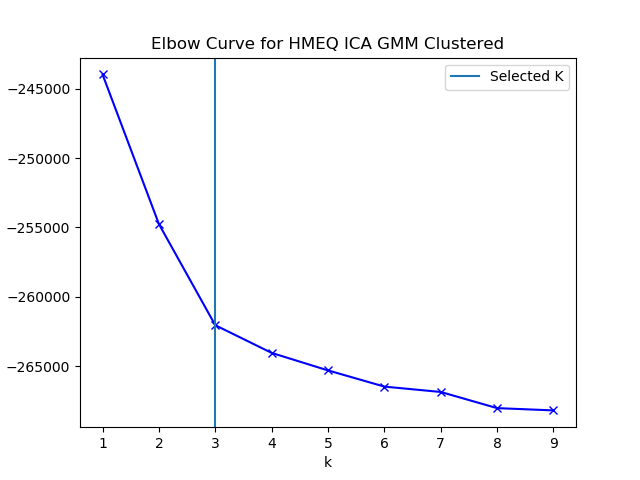 Elbow Curve for HMEQ ICA GMM Clustered
Selected K
−245000
−250000
−255000
−260000
−265000
1 2 3 4 5 6 7 8 9
k